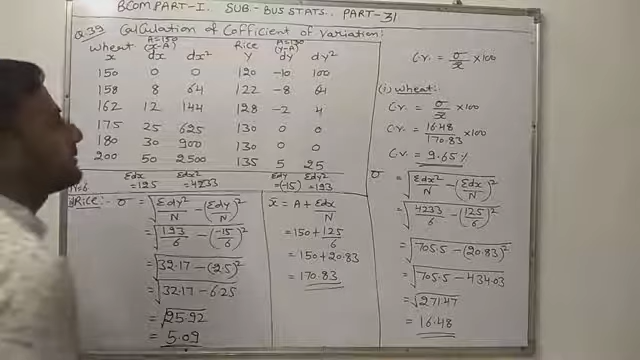 BCOM PART-I. SUB:- BUS STATS.. PART-31
Q.39 Calculation of Coefficient of Variation:
wheat A=150 Rice A=130
x (x-A) dx dx² Y (Y-A) dy dy²
150 0 0 120 -10 100
158 8 64 122 -8 64
162 12 144 128 -2 4
175 25 625 130 0 0
180 30 900 130 0 0
200 50 2500 135 5 25
N=6 Σdx =125 Σdx² =4233 Σdy =(-15) Σdy² =193
Rice:- σ = √Σdy²/N - (Σdy/N)²
= √193/6 - (-15/6)²
= √32.17 - (2.5)²
= √32.17 - 6.25
= √25.92
= 5.09
x̄ = A + Σdx/N
= 150 + 125/6
= 150 + 20.83
= 170.83
C.V. = σ/x̄ × 100
(i) wheat:
C.V. = σ/x̄ × 100
C.V. = 16.48/170.83 × 100
C.V. = 9.65 %
σ = √Σdx²/N - (Σdx/N)²
= √4233/6 - (125/6)²
= √705.5 - (20.83)²
= √705.5 - 434.03
= √271.47
= 16.48